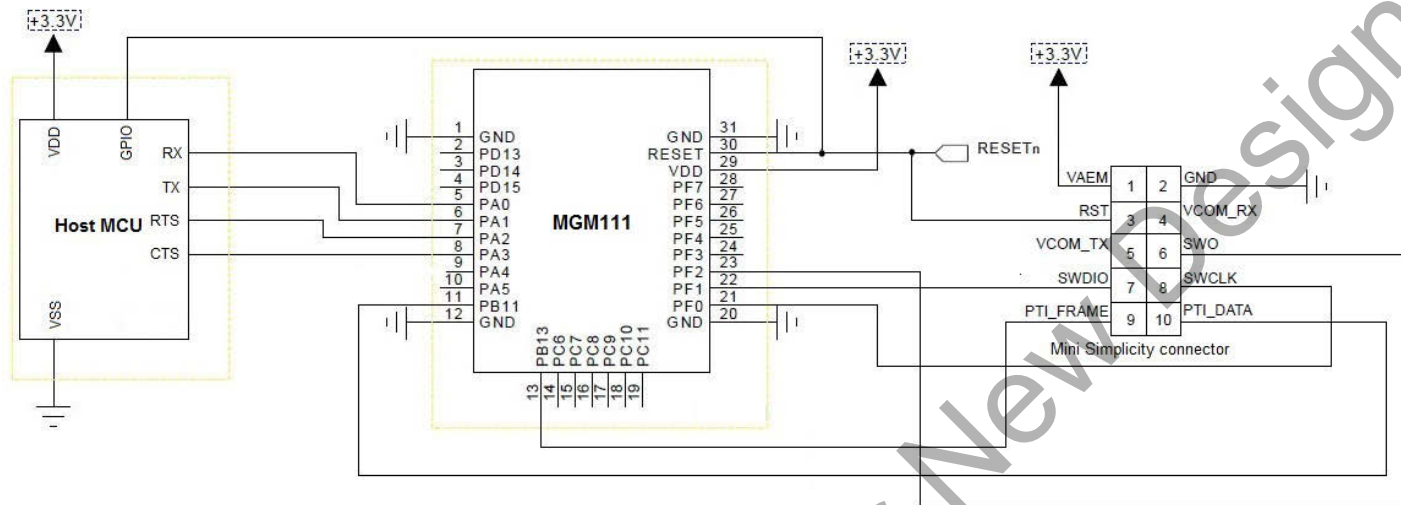 +3.3V
+3.3V
+3.3V
VDD
GPIO
RX
TX
Host MCU
RTS
CTS
VSS
1
GND
2
PD13
3
PD14
4
PD15
5
PA0
6
PA1
7
PA2
8
PA3
9
PA4
10
PA5
11
PB11
12
GND
MGM111
31
GND
30
RESET
29
VDD
28
PF7
27
PF6
26
PF5
25
PF4
24
PF3
23
PF2
22
PF1
21
PF0
20
GND
PB13
PC6
PC7
PC8
PC9
PC10
PC11
13
14
15
16
17
18
19
RESETn
VAEM 1 2 GND
RST 3 4 VCOM_RX
VCOM_TX 5 6 SWO
SWDIO 7 8 SWCLK
PTI_FRAME 9 10 PTI_DATA
Mini Simplicity connector
New Design